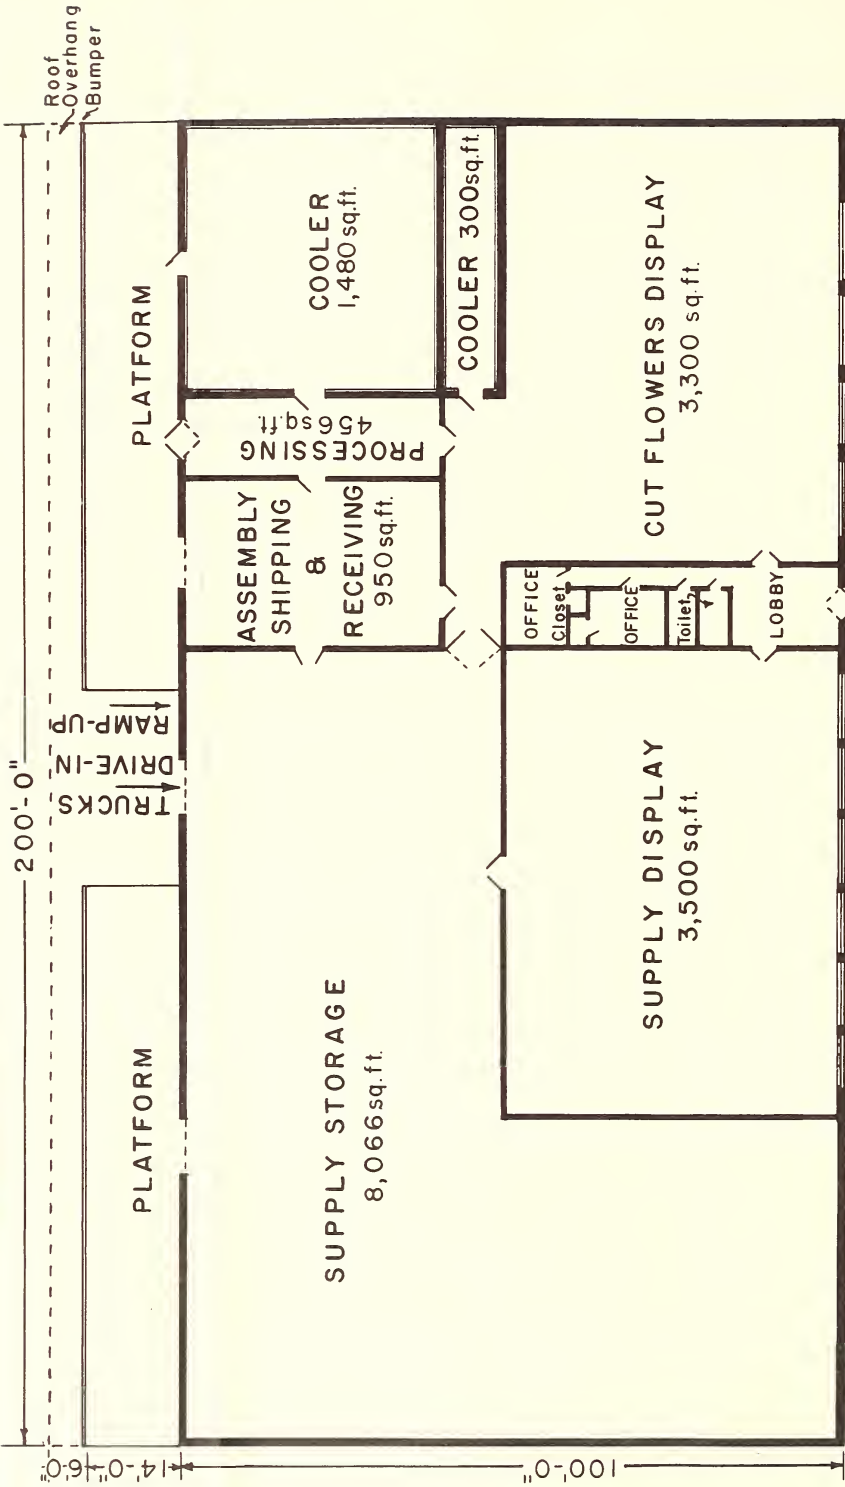 Roof
Overhang
Bumper
200'-0"
PLATFORM
COOLER
1,480 sq.ft.
COOLER 300 sq.ft.
PROCESSING
456 sq.ft.
ASSEMBLY
SHIPPING
&
RECEIVING
950 sq.ft.
CUT FLOWERS DISPLAY
3,300 sq.ft.
OFFICE
Closet
OFFICE
Toilet
LOBBY
RAMP-UP
DRIVE-IN
TRUCKS
SUPPLY DISPLAY
3,500 sq.ft.
SUPPLY STORAGE
8,066 sq.ft.
PLATFORM
6'-0"
14'-0"
100'-0"